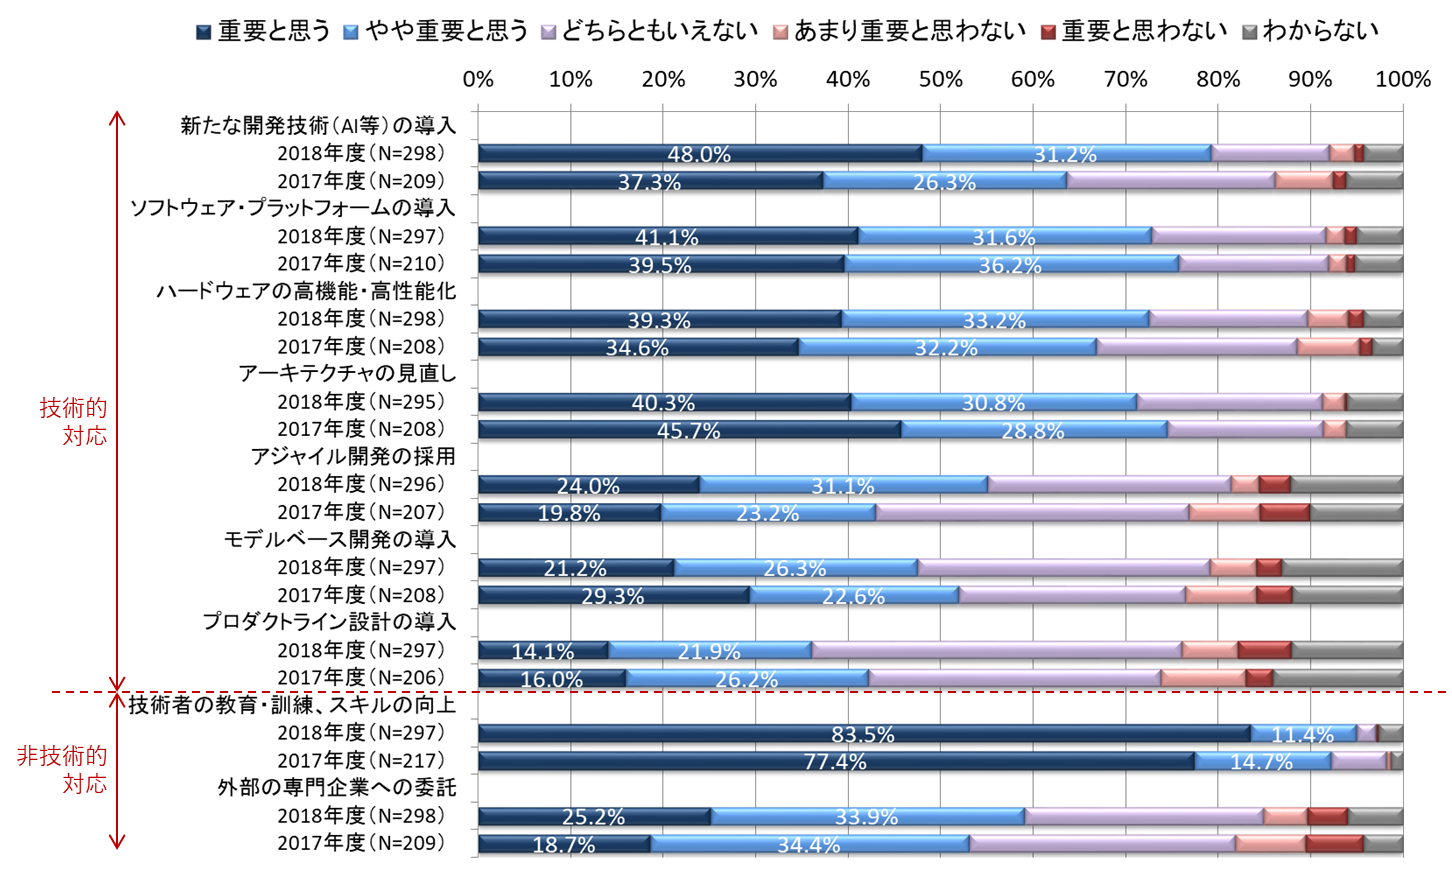 重要と思う やや重要と思う どちらともいえない あまり重要と思わない 重要と思わない わからない
0% 10% 20% 30% 40% 50% 60% 70% 80% 90% 100%
技術的
対応
新たな開発技術（AI等）の導入
2018年度（N=298） 48.0% 31.2%
2017年度（N=209） 37.3% 26.3%
ソフトウェア・プラットフォームの導入
2018年度（N=297） 41.1% 31.6%
2017年度（N=210） 39.5% 36.2%
ハードウェアの高機能・高性能化
2018年度（N=298） 39.3% 33.2%
2017年度（N=208） 34.6% 32.2%
アーキテクチャの見直し
2018年度（N=295） 40.3% 30.8%
2017年度（N=208） 45.7% 28.8%
アジャイル開発の採用
2018年度（N=296） 24.0% 31.1%
2017年度（N=207） 19.8% 23.2%
モデルベース開発の導入
2018年度（N=297） 21.2% 26.3%
2017年度（N=208） 29.3% 22.6%
プロダクトライン設計の導入
2018年度（N=297） 14.1% 21.9%
2017年度（N=206） 16.0% 26.2%
非技術的
対応
技術者の教育・訓練、スキルの向上
2018年度（N=297） 83.5% 11.4%
2017年度（N=217） 77.4% 14.7%
外部の専門企業への委託
2018年度（N=298） 25.2% 33.9%
2017年度（N=209） 18.7% 34.4%